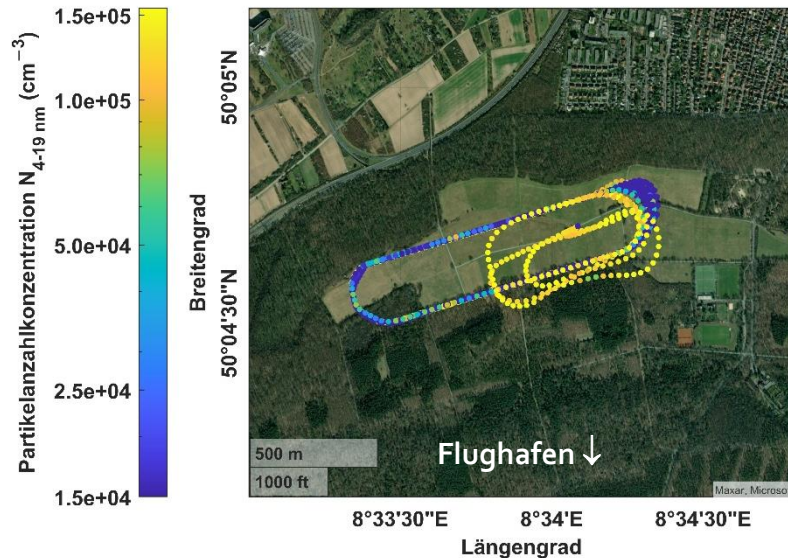 1.5e+05
1.0e+05
5.0e+04
2.5e+04
1.5e+04
Partikelanzahlkonzentration N4-19 nm (cm−3)
Breitengrad
50°05'N
50°04'30"N
500 m
1000 ft
Flughafen ↓
Maxar, Microso
8°33'30"E
8°34'E
8°34'30"E
Längengrad